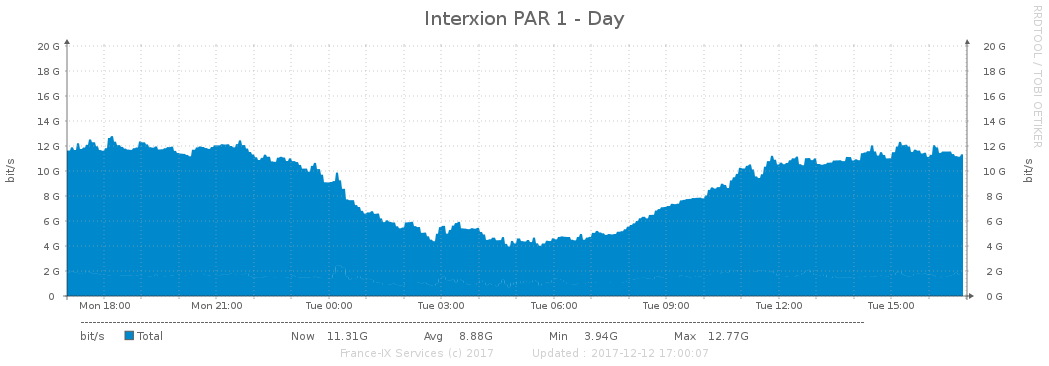 Interxion PAR 1 - Day
RRDTOOL / TOBI OETIKER
bit/s
bit/s
20 G 20 G
18 G 18 G
16 G 16 G
14 G 14 G
12 G 12 G
10 G 10 G
8 G 8 G
6 G 6 G
4 G 4 G
2 G 2 G
0 0 G
Mon 18:00 Mon 21:00 Tue 00:00 Tue 03:00 Tue 06:00 Tue 09:00 Tue 12:00 Tue 15:00
bit/s Total Now 11.31G Avg 8.88G Min 3.94G Max 12.77G
France-IX Services (c) 2017 Updated : 2017-12-12 17:00:07